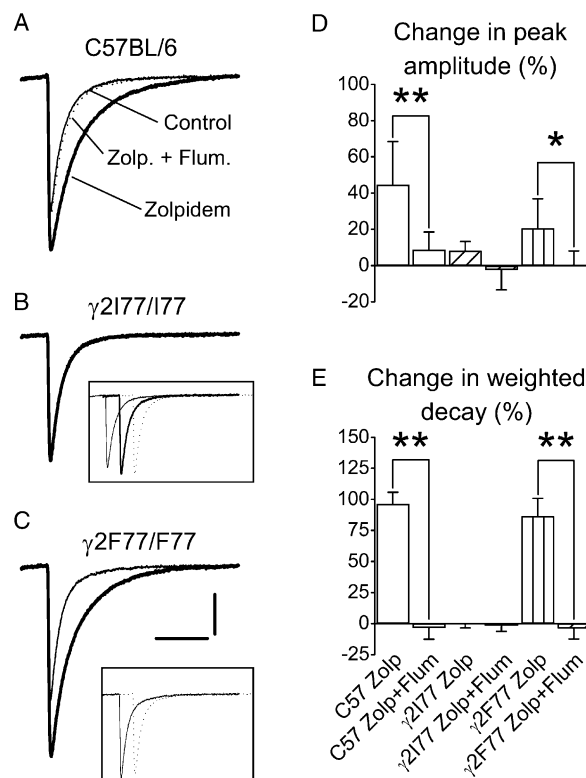 A
C57BL/6
Control
Zolp. + Flum.
Zolpidem
B
γ2I77/I77
C
γ2F77/F77
D
Change in peak
amplitude (%)
100
80
60
40
20
0
-20
**
*
E
Change in weighted
decay (%)
150
125
100
75
50
25
0
-25
**
**
C57 Zolp
C57 Zolp+Flum
γ2I77 Zolp
γ2I77 Zolp+Flum
γ2F77 Zolp
γ2F77 Zolp+Flum